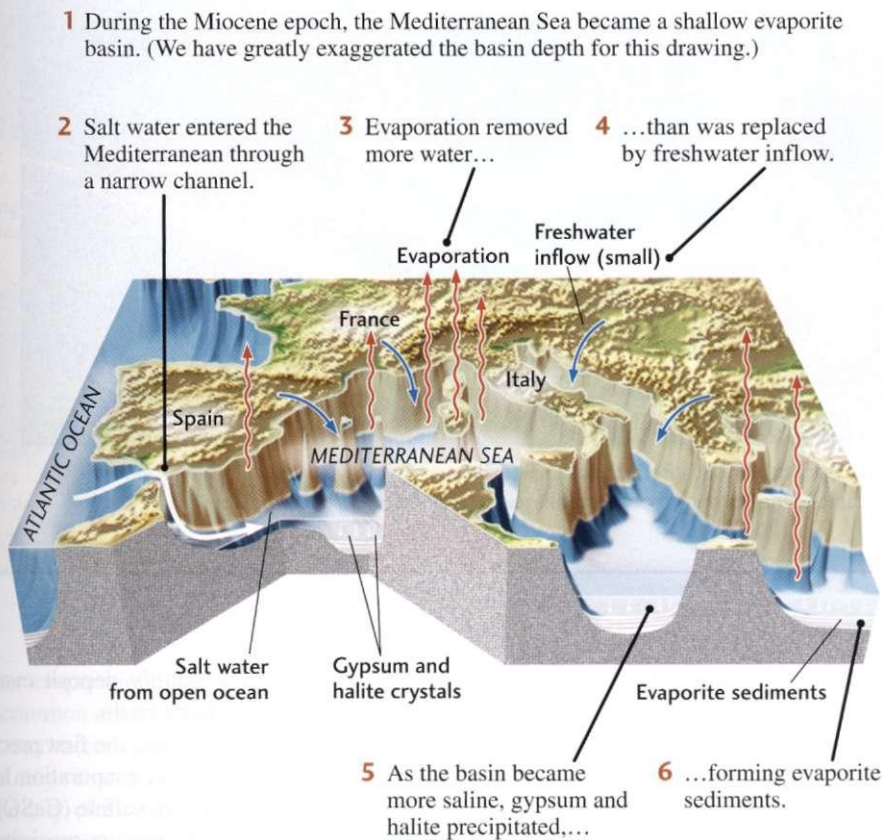 1 During the Miocene epoch, the Mediterranean Sea became a shallow evaporite
basin. (We have greatly exaggerated the basin depth for this drawing.)
2 Salt water entered the
Mediterranean through
a narrow channel.
3 Evaporation removed
more water…
4 …than was replaced
by freshwater inflow.
Evaporation
Freshwater
inflow (small)
France
Italy
Spain
ATLANTIC OCEAN
MEDITERRANEAN SEA
Salt water
from open ocean
Gypsum and
halite crystals
Evaporite sediments
5 As the basin became
more saline, gypsum and
halite precipitated,…
6 …forming evaporite
sediments.